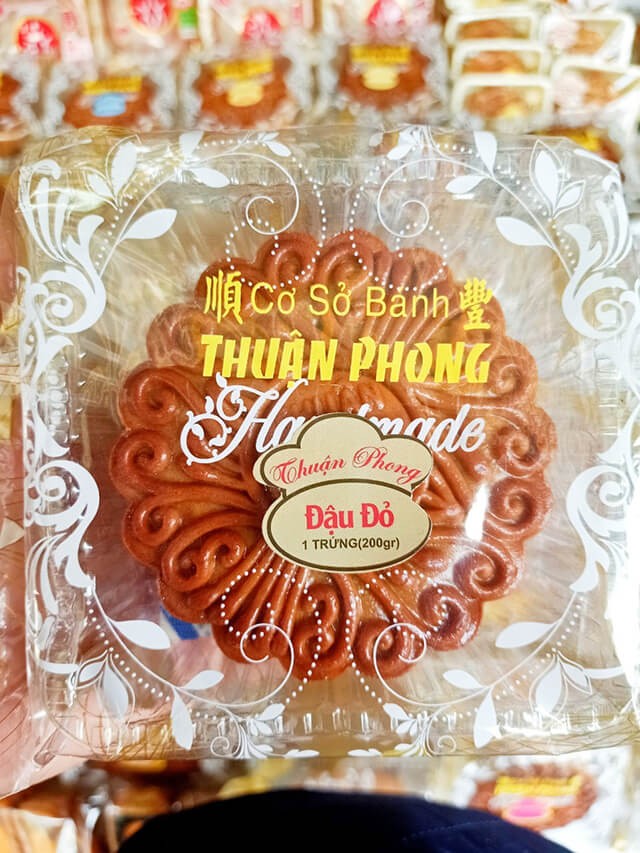 順 Cơ Sở Bánh 豐
THUẬN PHONG
Handmade
Thuận Phong
Đậu Đỏ
1 TRỨNG(200gr)